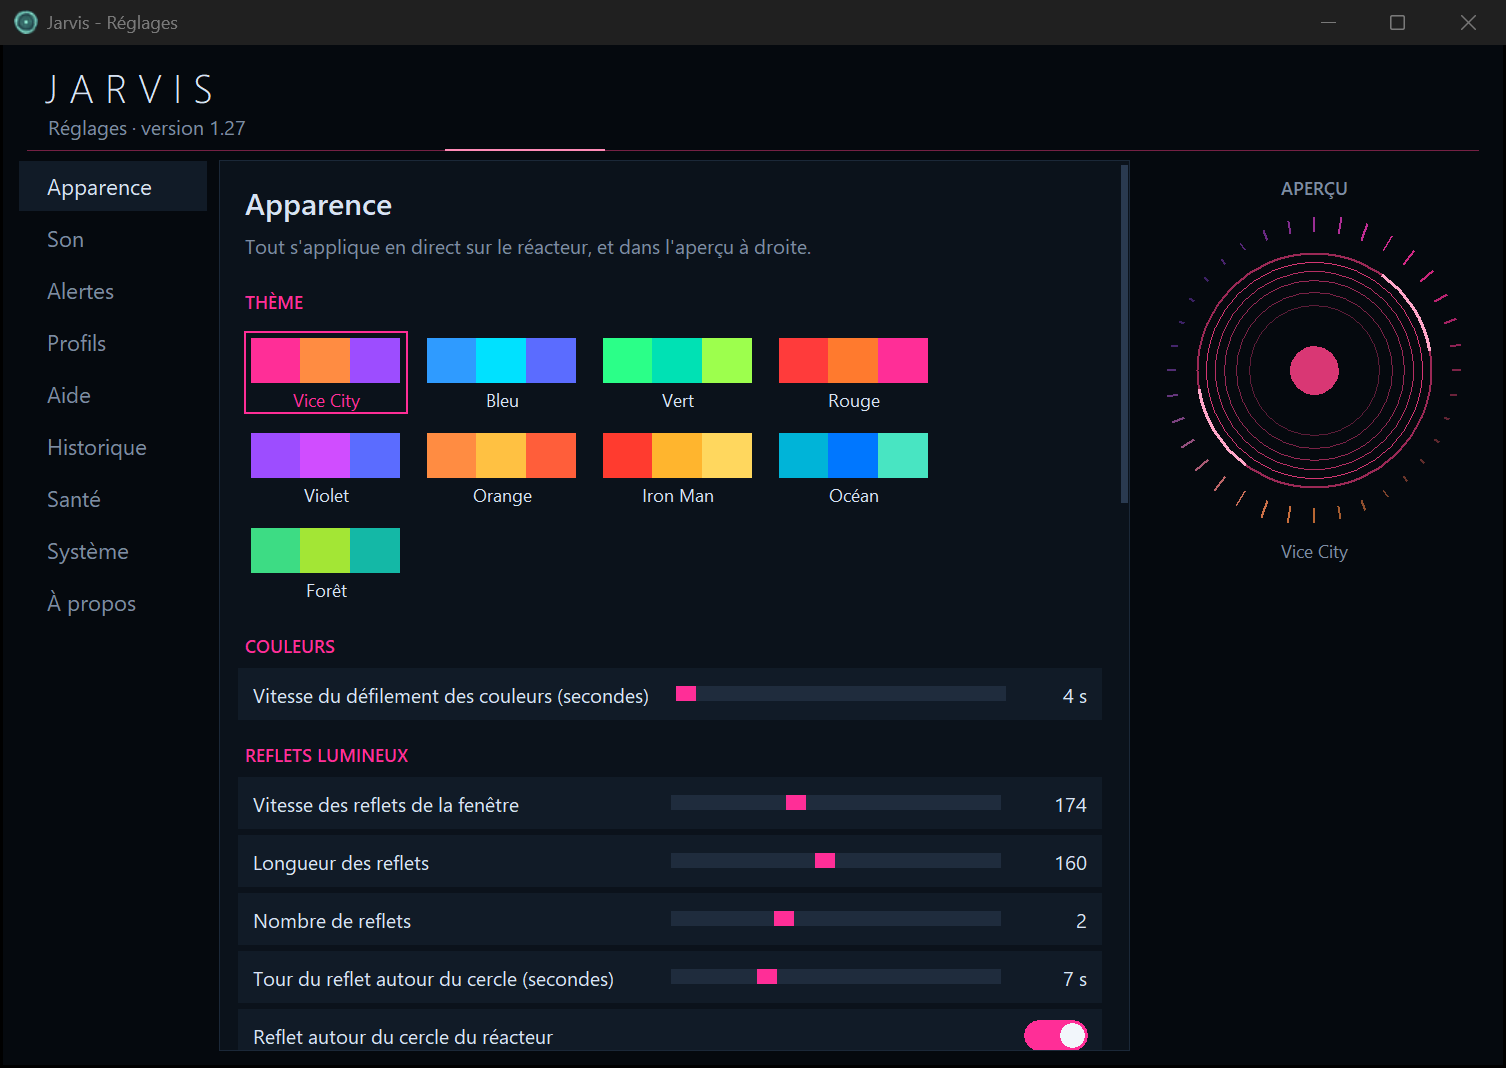 Jarvis - Réglages
JARVIS
Réglages · version 1.27
Apparence
Son
Alertes
Profils
Aide
Historique
Santé
Système
À propos
Apparence
Tout s'applique en direct sur le réacteur, et dans l'aperçu à droite.
THÈME
Vice City
Bleu
Vert
Rouge
Violet
Orange
Iron Man
Océan
Forêt
COULEURS
Vitesse du défilement des couleurs (secondes) 4 s
REFLETS LUMINEUX
Vitesse des reflets de la fenêtre 174
Longueur des reflets 160
Nombre de reflets 2
Tour du reflet autour du cercle (secondes) 7 s
Reflet autour du cercle du réacteur
APERÇU
Vice City